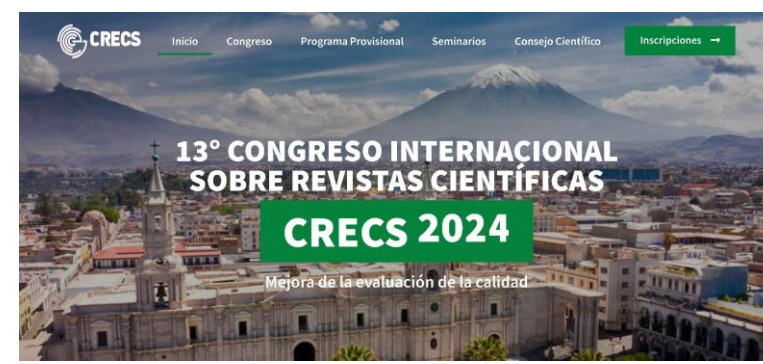 CRECS
Inicio
Congreso
Programa Provisional
Seminarios
Consejo Científico
Inscripciones →
13° CONGRESO INTERNACIONAL
SOBRE REVISTAS CIENTÍFICAS
CRECS 2024
Mejora de la evaluación de la calidad